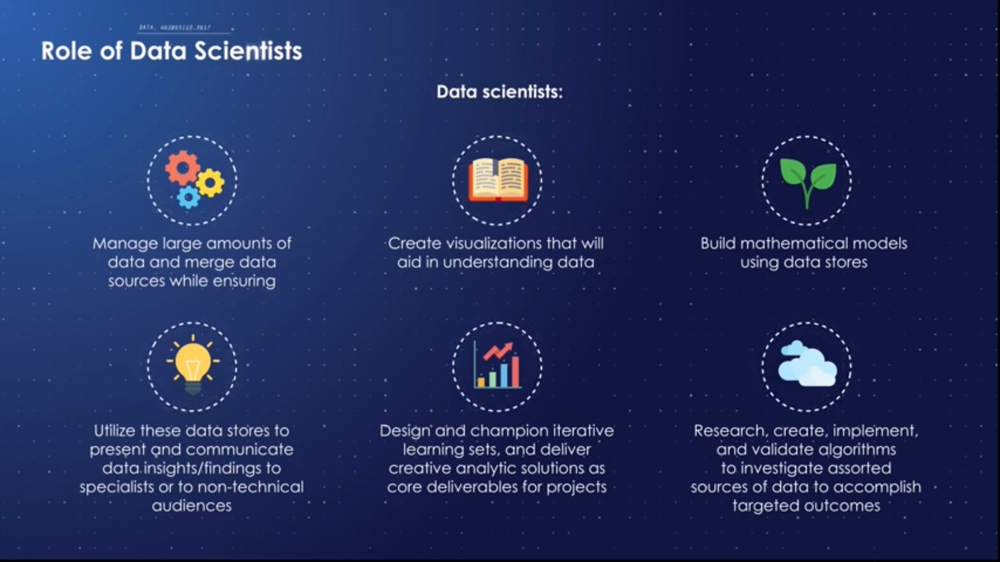 Role of Data Scientists
Data scientists:
Manage large amounts of
data and merge data
sources while ensuring
Create visualizations that will
aid in understanding data
Build mathematical models
using data stores
Utilize these data stores to
present and communicate
data insights/findings to
specialists or to non-technical
audiences
Design and champion iterative
learning sets, and deliver
creative analytic solutions as
core deliverables for projects
Research, create, implement,
and validate algorithms
to investigate assorted
sources of data to accomplish
targeted outcomes